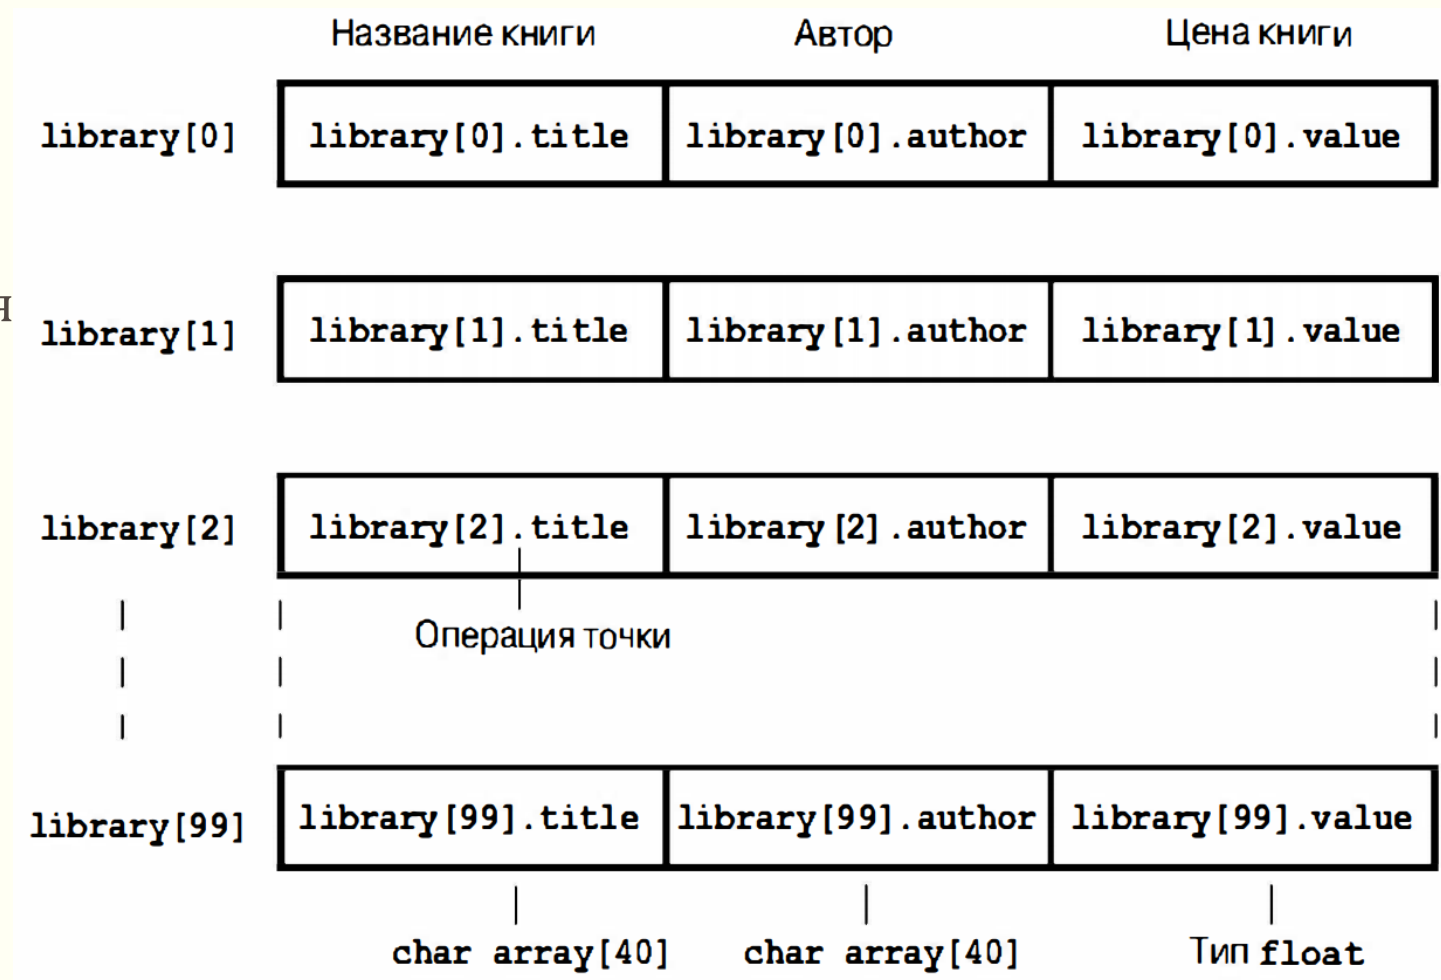 Название книги Автор Цена книги
library[0] library[0].title library[0].author library[0].value
я
library[1] library[1].title library[1].author library[1].value
library[2] library[2].title library[2].author library[2].value
Операция точки
library[99] library[99].title library[99].author library[99].value
char array[40] char array[40] Тип float